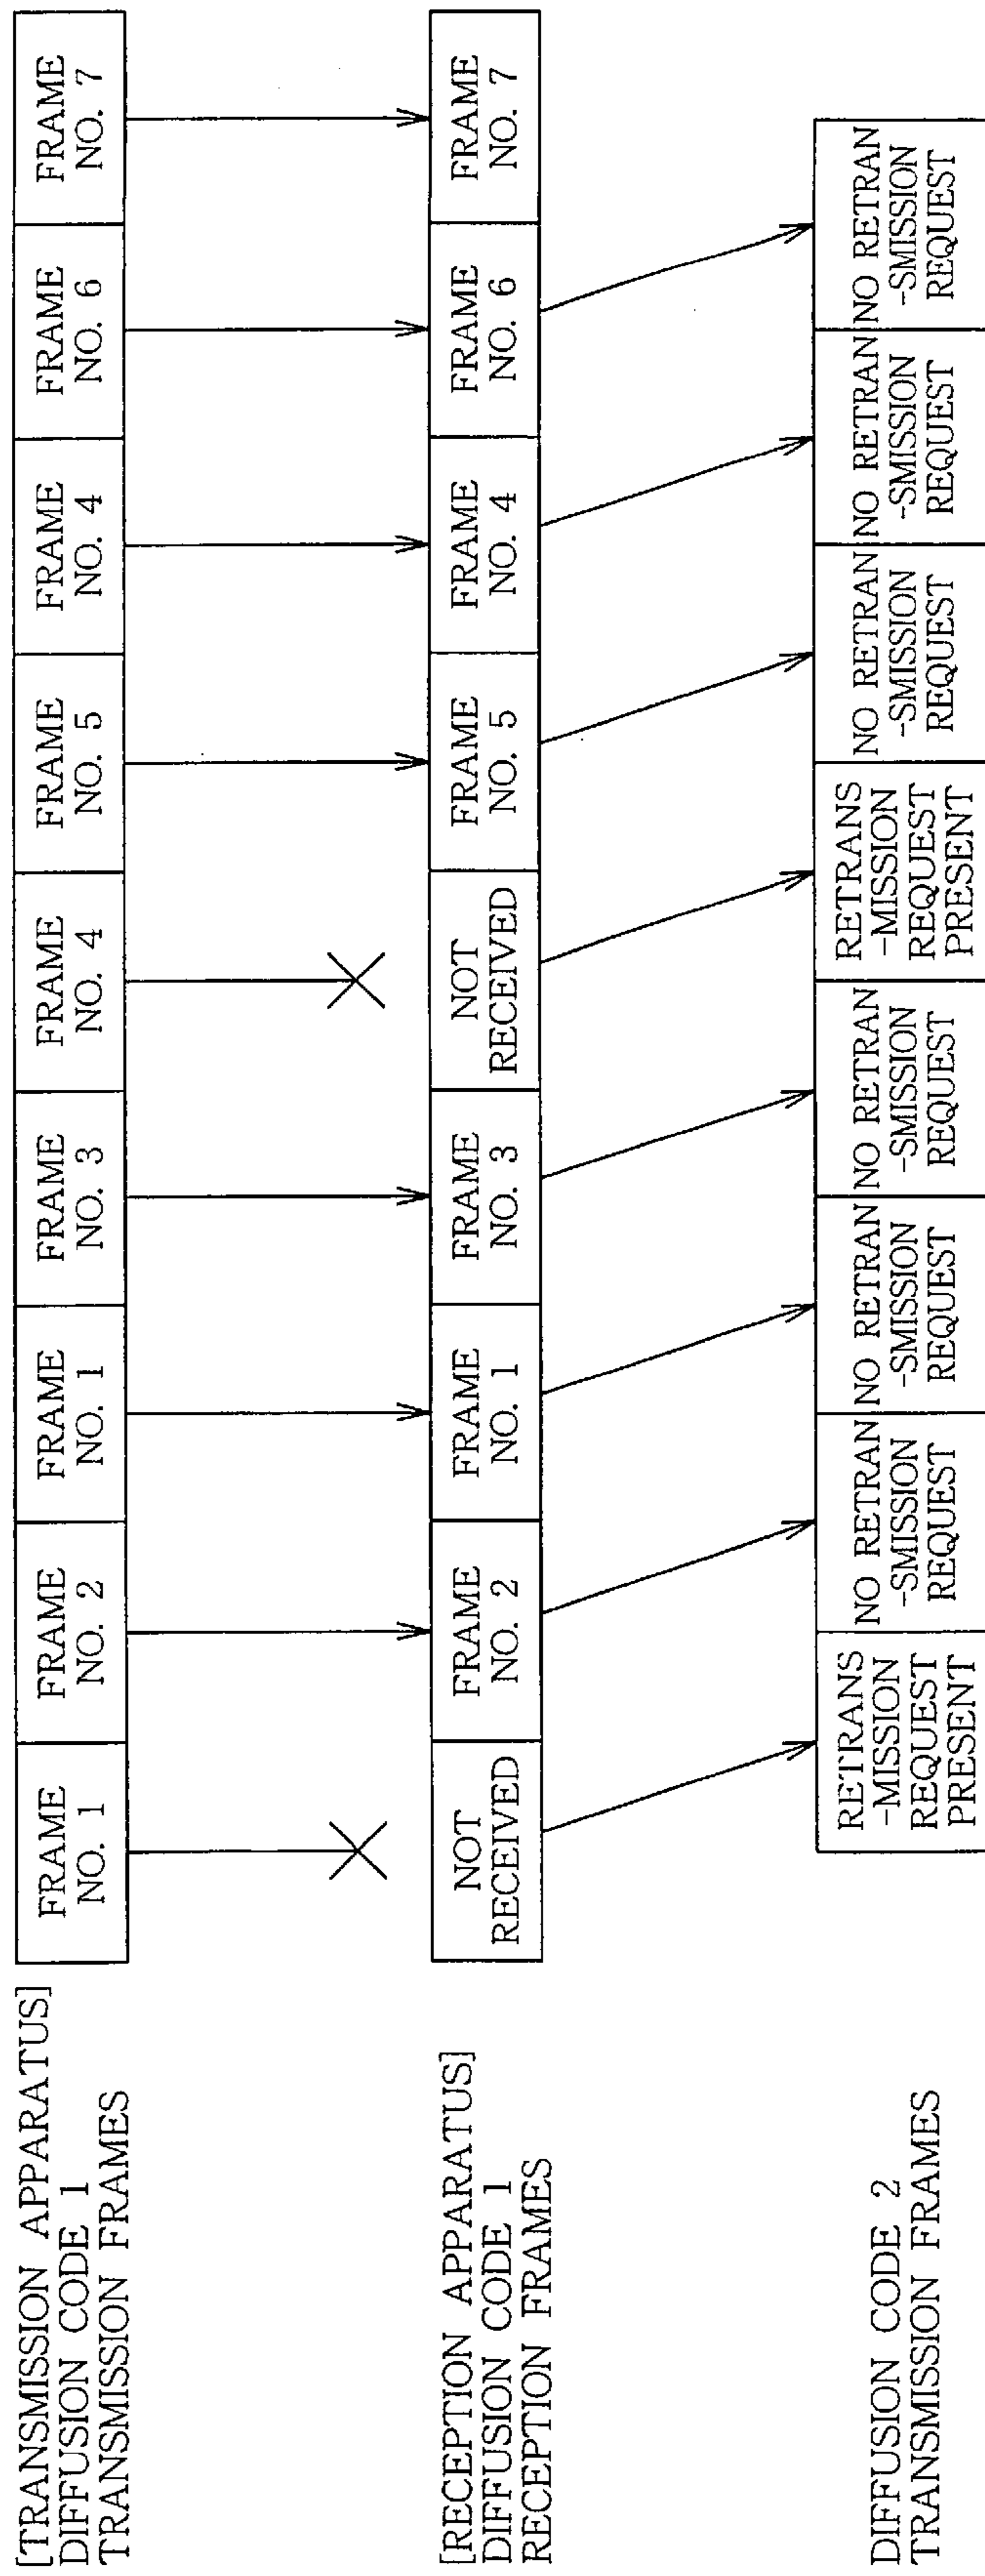 [TRANSMISSION APPARATUS]
DIFFUSION CODE 1
TRANSMISSION FRAMES
FRAME
NO. 1
FRAME
NO. 2
FRAME
NO. 1
FRAME
NO. 3
FRAME
NO. 4
FRAME
NO. 5
FRAME
NO. 4
FRAME
NO. 6
FRAME
NO. 7
[RECEPTION APPARATUS]
DIFFUSION CODE 1
RECEPTION FRAMES
NOT
RECEIVED
FRAME
NO. 2
FRAME
NO. 1
FRAME
NO. 3
NOT
RECEIVED
FRAME
NO. 5
FRAME
NO. 4
FRAME
NO. 6
FRAME
NO. 7
DIFFUSION CODE 2
TRANSMISSION FRAMES
RETRANS
-MISSION
REQUEST
PRESENT
NO RETRAN
-SMISSION
REQUEST
NO RETRAN
-SMISSION
REQUEST
NO RETRAN
-SMISSION
REQUEST
RETRANS
-MISSION
REQUEST
PRESENT
NO RETRAN
-SMISSION
REQUEST
NO RETRAN
-SMISSION
REQUEST
NO RETRAN
-SMISSION
REQUEST